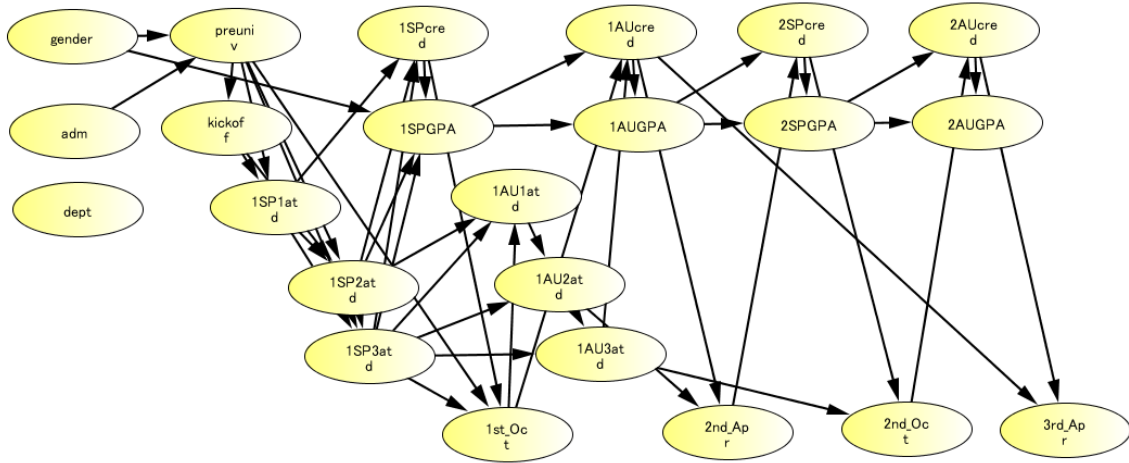 gender
preuni
v
1SPcre
d
1AUcre
d
2SPcre
d
2AUcre
d
adm
kickof
f
1SPGPA
1AUGPA
2SPGPA
2AUGPA
dept
1SP1at
d
1AU1at
d
1SP2at
d
1AU2at
d
1SP3at
d
1AU3at
d
1st_Oc
t
2nd_Ap
r
2nd_Oc
t
3rd_Ap
r